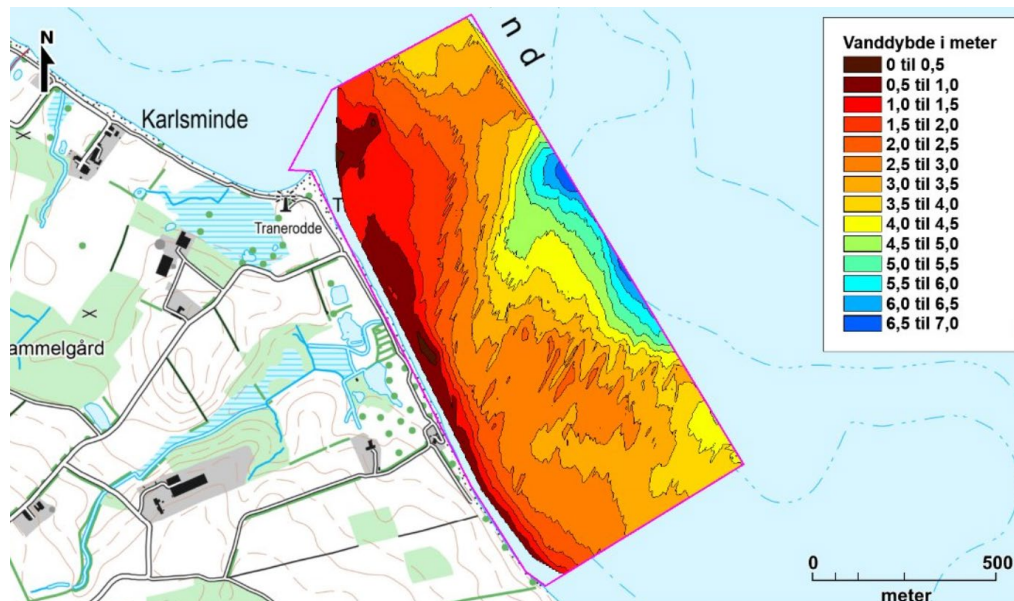 N
n
d
Karlsminde
T
Tranerodde
ammelgård
Vanddybde i meter
0 til 0,5
0,5 til 1,0
1,0 til 1,5
1,5 til 2,0
2,0 til 2,5
2,5 til 3,0
3,0 til 3,5
3,5 til 4,0
4,0 til 4,5
4,5 til 5,0
5,0 til 5,5
5,5 til 6,0
6,0 til 6,5
6,5 til 7,0
0 500
meter